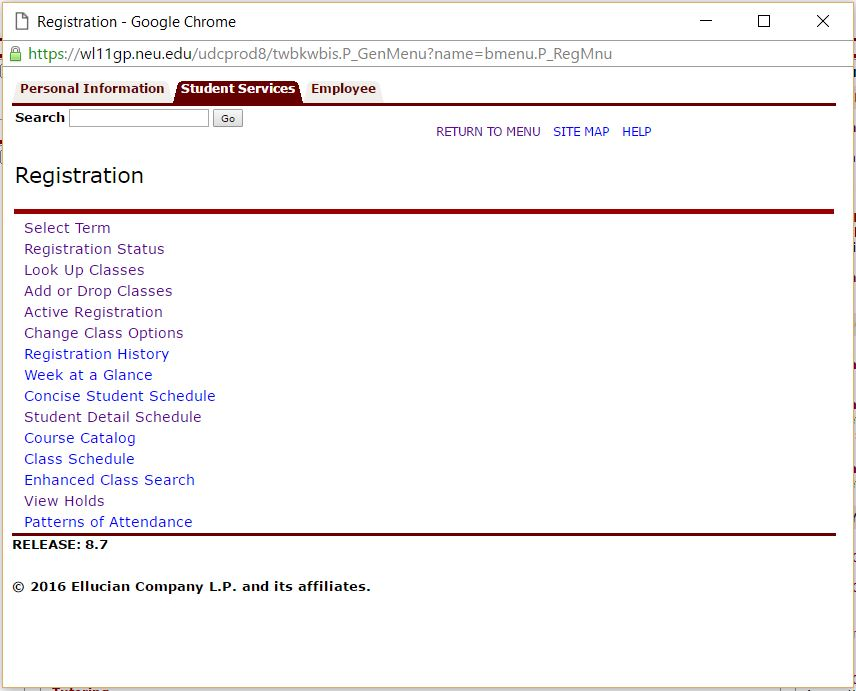 Registration - Google Chrome
https://wl11gp.neu.edu/udcprod8/twbkwbis.P_GenMenu?name=bmenu.P_RegMnu
Personal Information Student Services Employee
Search Go
RETURN TO MENU SITE MAP HELP
Registration
Select Term
Registration Status
Look Up Classes
Add or Drop Classes
Active Registration
Change Class Options
Registration History
Week at a Glance
Concise Student Schedule
Student Detail Schedule
Course Catalog
Class Schedule
Enhanced Class Search
View Holds
Patterns of Attendance
RELEASE: 8.7
© 2016 Ellucian Company L.P. and its affiliates.